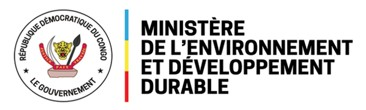 RÉPUBLIQUE DÉMOCRATIQUE DU CONGO
LE GOUVERNEMENT
MINISTÈRE
DE L'ENVIRONNEMENT
ET DÉVELOPPEMENT
DURABLE